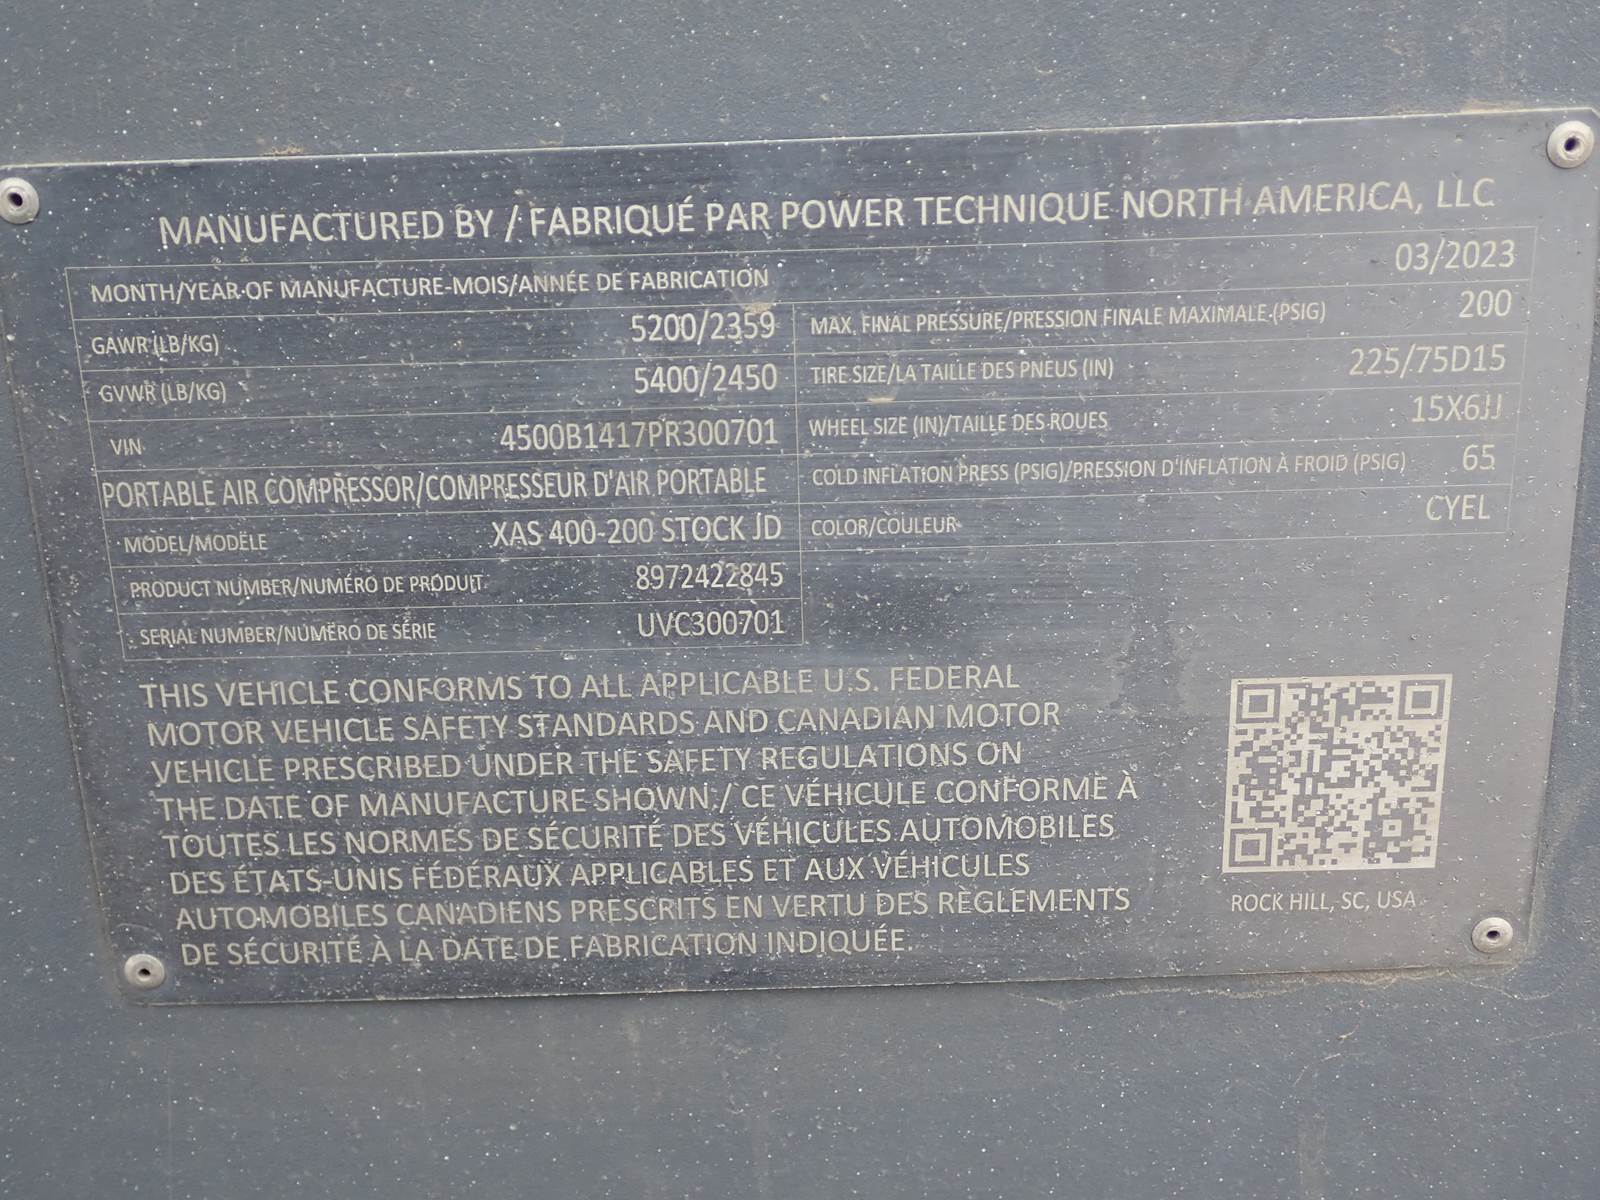 MANUFACTURED BY / FABRIQUÉ PAR POWER TECHNIQUE NORTH AMERICA, LLC
MONTH/YEAR OF MANUFACTURE-MOIS/ANNÉE DE FABRICATION 03/2023
GAWR (LB/KG) 5200/2359 MAX. FINAL PRESSURE/PRESSION FINALE MAXIMALE (PSIG) 200
GVWR (LB/KG) 5400/2450 TIRE SIZE/LA TAILLE DES PNEUS (IN) 225/75D15
VIN 4500B1417PR300701 WHEEL SIZE (IN)/TAILLE DES ROUES 15X6JJ
PORTABLE AIR COMPRESSOR/COMPRESSEUR D'AIR PORTABLE COLD INFLATION PRESS (PSIG)/PRESSION D'INFLATION À FROID (PSIG) 65
MODEL/MODËLE XAS 400-200 STOCK JD COLOR/COULEUR CYEL
PRODUCT NUMBER/NUMÉRO DE PRODUIT 8972422845
SERIAL NUMBER/NUMÉRO DE SÉRIE UVC300701
THIS VEHICLE CONFORMS TO ALL APPLICABLE U.S. FEDERAL
MOTOR VEHICLE SAFETY STANDARDS AND CANADIAN MOTOR
VEHICLE PRESCRIBED UNDER THE SAFETY REGULATIONS ON
THE DATE OF MANUFACTURE SHOWN / CE VÉHICULE CONFORME À
TOUTES LES NORMES DE SÉCURITÉ DES VÉHICULES AUTOMOBILES
DES ÉTATS-UNIS FÉDÉRAUX APPLICABLES ET AUX VÉHICULES
AUTOMOBILES CANADIENS PRESCRITS EN VERTU DES RÈGLEMENTS
DE SÉCURITÉ À LA DATE DE FABRICATION INDIQUÉE.
ROCK HILL, SC, USA